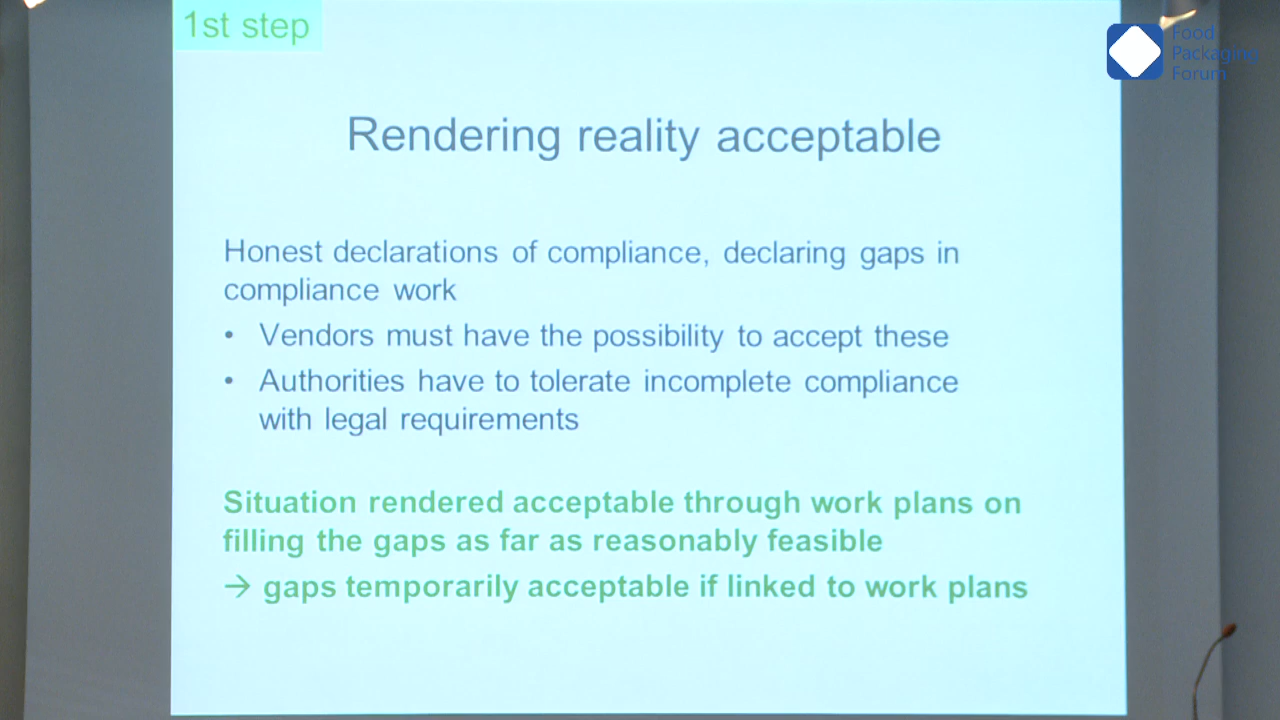 1st step
Food
Packaging
Forum
Rendering reality acceptable
Honest declarations of compliance, declaring gaps in
compliance work
• Vendors must have the possibility to accept these
• Authorities have to tolerate incomplete compliance
with legal requirements
Situation rendered acceptable through work plans on
filling the gaps as far as reasonably feasible
→ gaps temporarily acceptable if linked to work plans